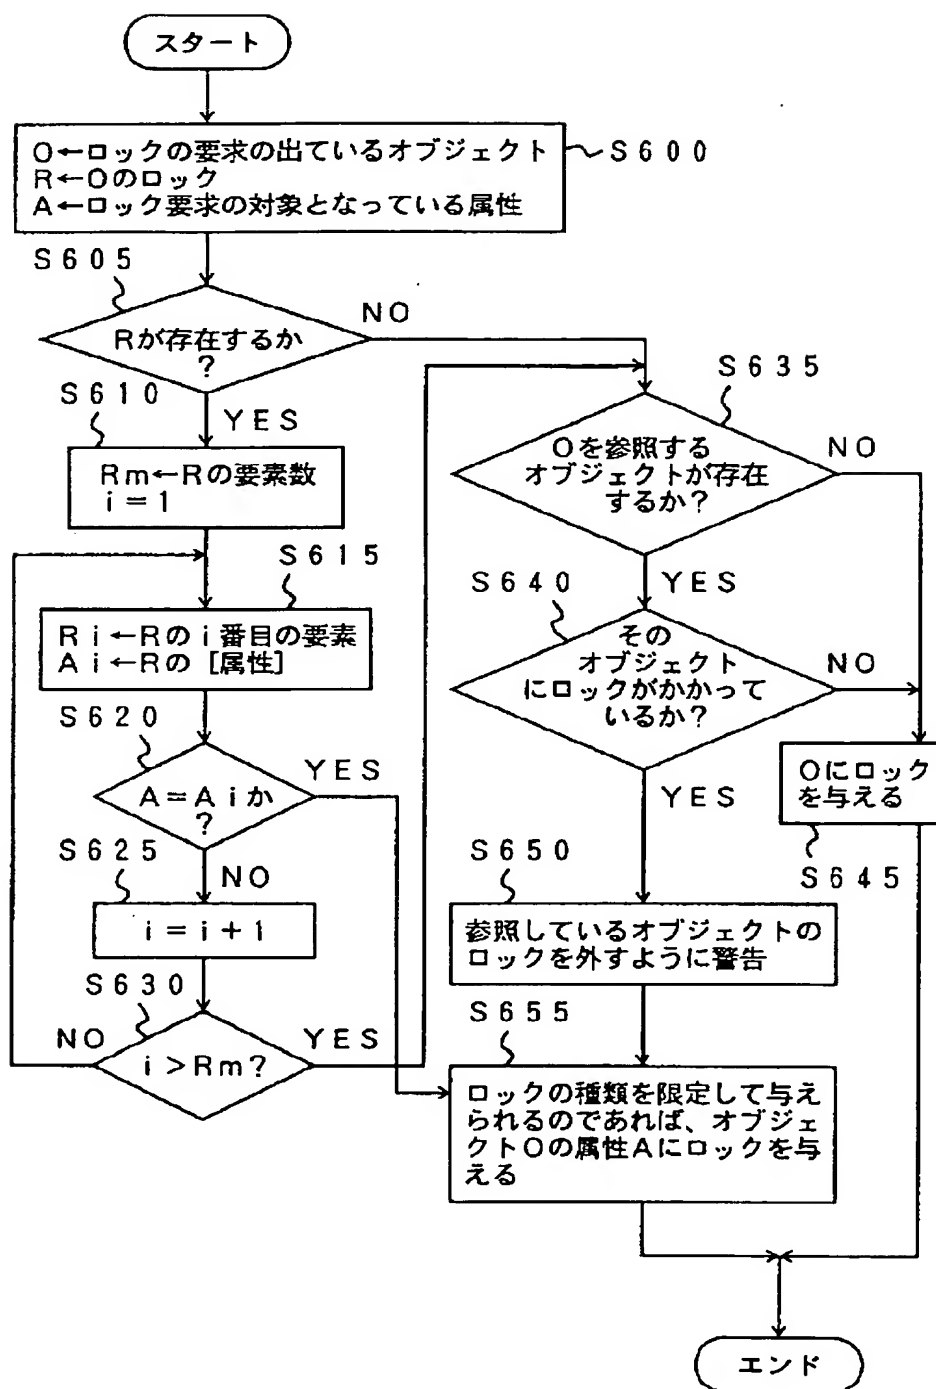 スタート
O←ロックの要求の出ているオブジェクト
R←Oのロック
A←ロック要求の対象となっている属性
S600
S605
Rが存在するか
?
NO
YES
S610
Rm←Rの要素数
i=1
S615
Ri←Rのi番目の要素
Ai←Rの[属性]
S620
A=Aiか
?
YES
NO
S625
i=i+1
S630
i>Rm?
NO
YES
S635
Oを参照する
オブジェクトが存在
するか?
NO
YES
S640
その
オブジェクト
にロックがかかって
いるか?
NO
YES
Oにロック
を与える
S645
S650
参照しているオブジェクトの
ロックを外すように警告
S655
ロックの種類を限定して与え
られるのであれば、オブジェ
クトOの属性Aにロックを与
える
エンド